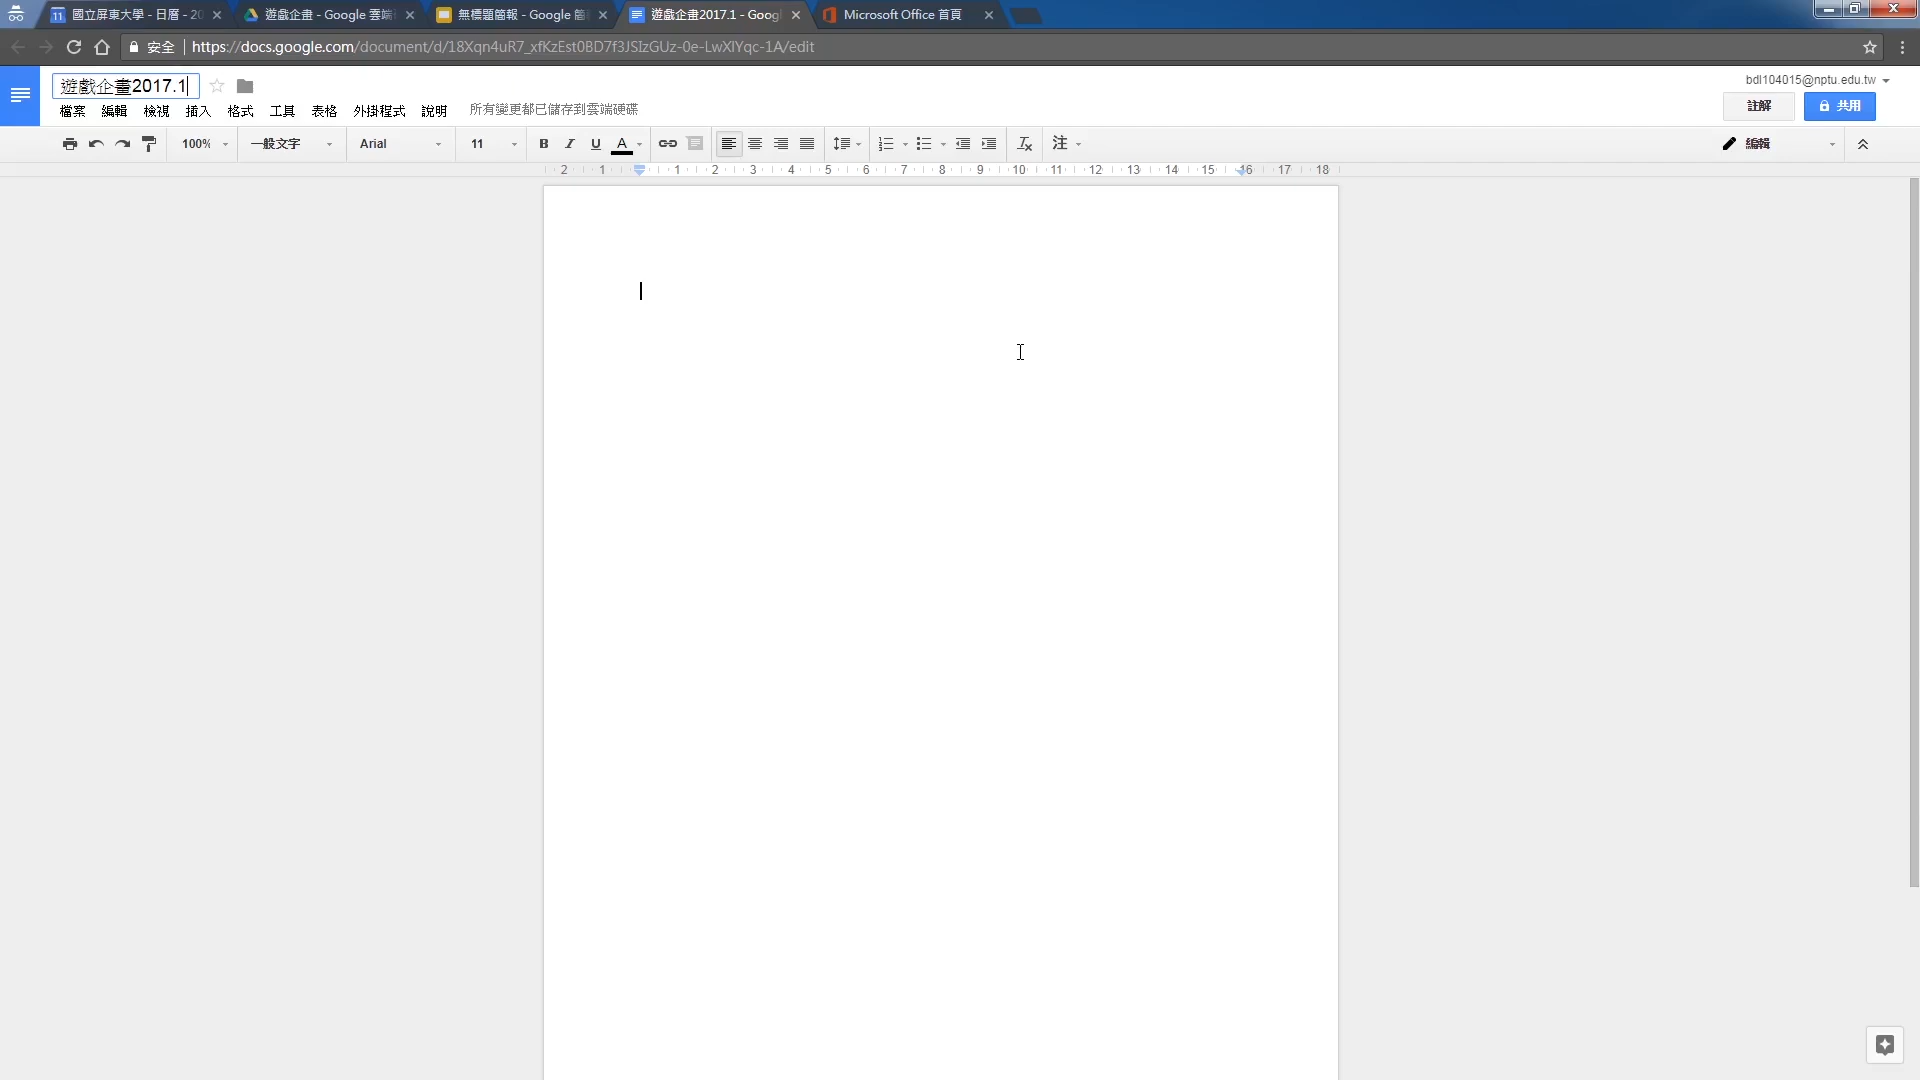 11 國立屏東大學 - 日曆 - 20
遊戲企畫 - Google 雲端
無標題簡報 - Google 簡
遊戲企畫2017.1 - Goog
Microsoft Office 首頁
安全 | https://docs.google.com/document/d/18Xqn4uR7_xfKzEst0BD7f3JSIzGUz-0e-LwXlYqc-1A/edit
遊戲企畫2017.1
bdl104015@nptu.edu.tw
檔案 編輯 檢視 插入 格式 工具 表格 外掛程式 說明 所有變更都已儲存到雲端硬碟
註解 共用
100% 一般文字 Arial 11 B I U A 注 編輯
2 1 1 2 3 4 5 6 7 8 9 10 11 12 13 14 15 16 17 18